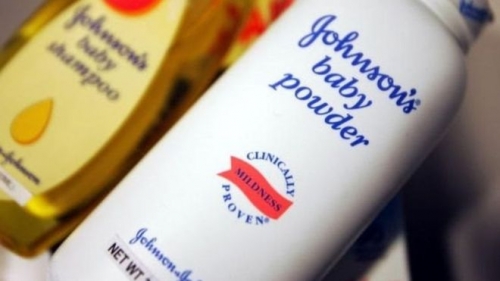 Johnson's
baby
shampoo
Johnson's
baby
powder
CLINICALLY
MILDNESS
PROVEN
Johnson & Johnson
NET WT